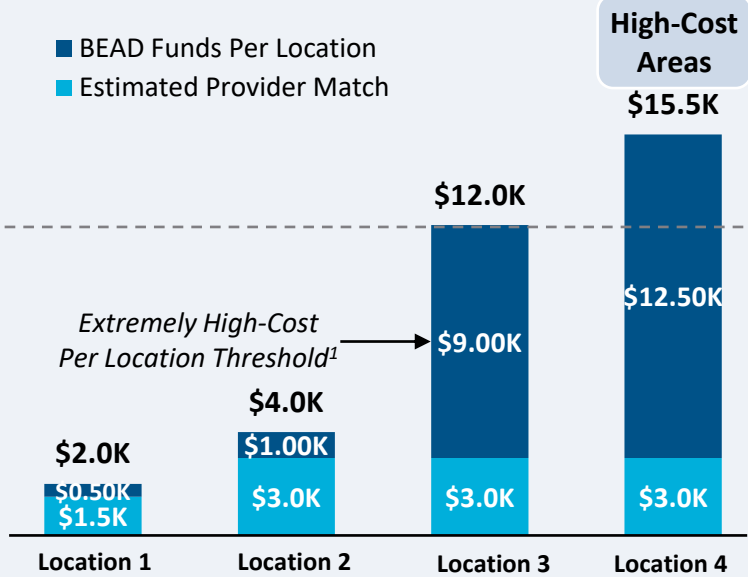 BEAD Funds Per Location
Estimated Provider Match
High-Cost
Areas
$15.5K
$12.0K
$12.50K
Extremely High-Cost
Per Location Threshold¹
$9.00K
$4.0K
$1.00K
$2.0K
$0.50K
$1.5K
$3.0K
$3.0K
$3.0K
Location 1
Location 2
Location 3
Location 4